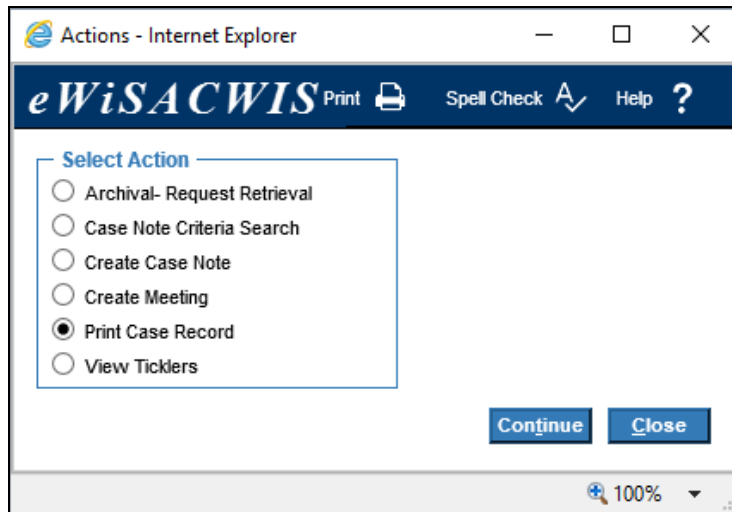 Actions - Internet Explorer
eWiSACWIS Print Spell Check Help ?
Select Action
Archival- Request Retrieval
Case Note Criteria Search
Create Case Note
Create Meeting
Print Case Record
View Ticklers
Continue Close
100%